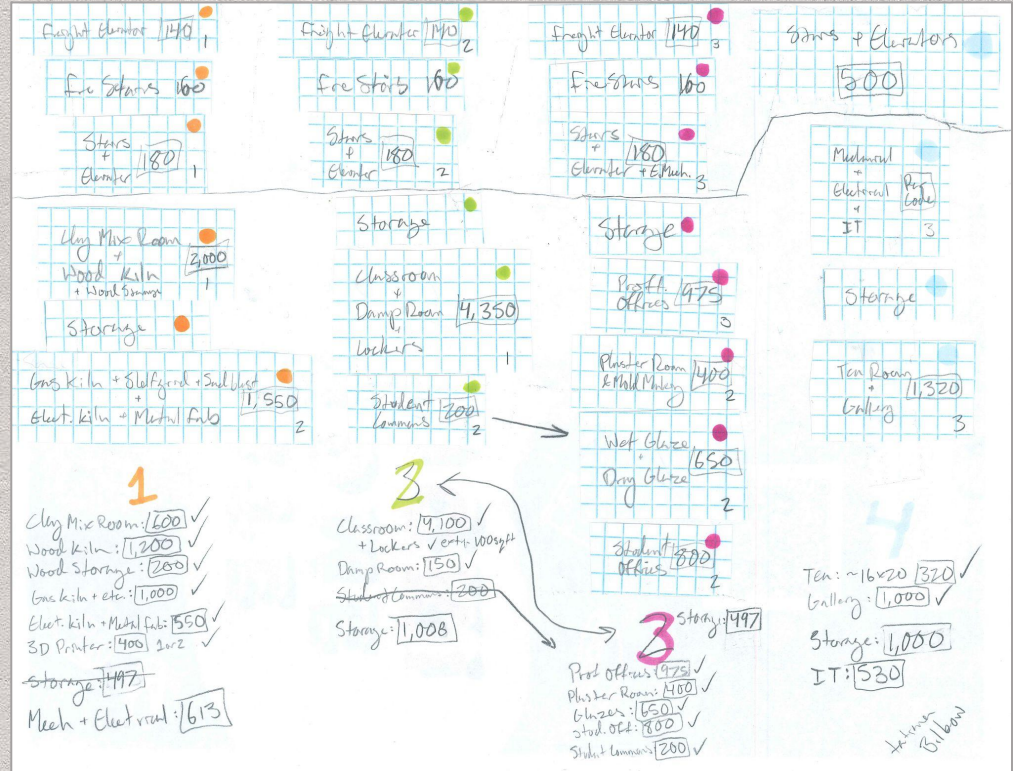 Freight Elevator 140
1
Fire Stairs 160
Stairs
+
Elevator 180
1
Clay Mix Room
+
Wood Kiln 2,000
+ Wood Storage 1
Storage
Gas Kiln + Slefgrid + Sndblust
+
Elect. Kiln + Metal Fab 1,550
2
1
Clay Mix Room: 600 ✓
Wood Kiln: 1,200 ✓
Wood Storage: 200 ✓
Gas Kiln + etc.: 1,000 ✓
Elect. Kiln + Metal Fab: 550 ✓
3D Printer: 400 1or2 ✓
Storage: 497
Mech + Electrical: 613
Freight Elevator 140
2
Fire Stairs 160
Stairs
+
Elevator 180
2
Storage
Classroom
+
Damp Room 4,350
+
Lockers 1
Student
Commons 200
2
3
Classroom: 4,100 ✓
+ Lockers ✓ extr. 100sqft
Damp Room: 150 ✓
Student Commons: 200
Storage: 1,008
Freight Elevator 140
3
Fire Stairs 160
Stairs
+ 180
Elevator + E.Mech. 3
Storage
Proff.
Offices 975
3
Plaster Room
& Mold Making 400
2
Wet Glaze
+
Dry Glaze 650
2
Student
Offices 800
2
Storage: 497
Prof Offices: 975 ✓
Plaster Room: 400 ✓
Glazes: 650 ✓
Stud. Off: 800 ✓
Student Commons 200 ✓
Stairs + Elevators
500
Mechanical
+
Electrical Per Code
+
IT 3
Storage
Tea Room
+
Gallery 1,320
3
4
Tea: ~16x20 320 ✓
Gallery: 1,000 ✓
Storage: 1,000
IT: 530
Bilbow